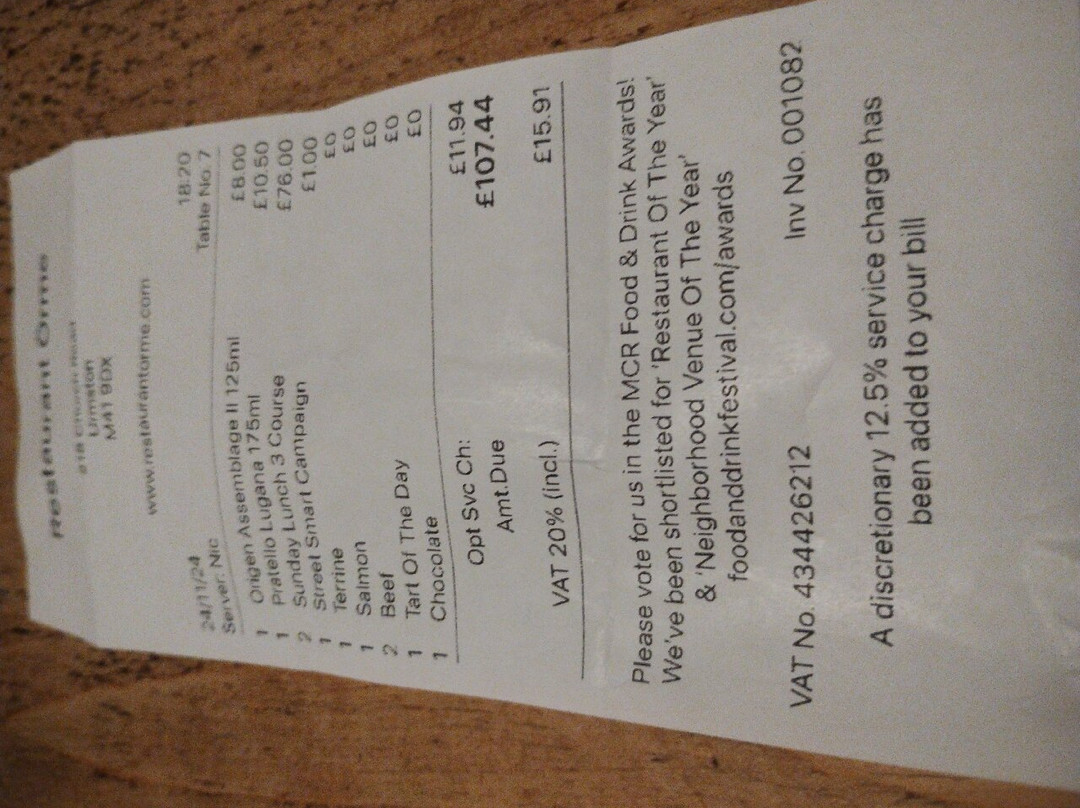 Restaurant Örme
218 Church Road
Urmston
M41 9DX
www.restaurantorme.com
24/11/24 18:20
Server: Nic Table No. 7
1 Origen Assemblage II 125ml £8.00
1 Pratello Lugana 175ml £10.50
2 Sunday Lunch 3 Course £76.00
1 Street Smart Campaign £1.00
1 Terrine £0
1 Salmon £0
2 Beef £0
1 Tart Of The Day £0
1 Chocolate £0
Opt Svc Ch: £11.94
Amt.Due £107.44
VAT 20% (incl.) £15.91
Please vote for us in the MCR Food & Drink Awards!
We've been shortlisted for 'Restaurant Of The Year'
& 'Neighborhood Venue Of The Year'
foodanddrinkfestival.com/awards
VAT No. 434426212 Inv No. 001082
A discretionary 12.5% service charge has
been added to your bill